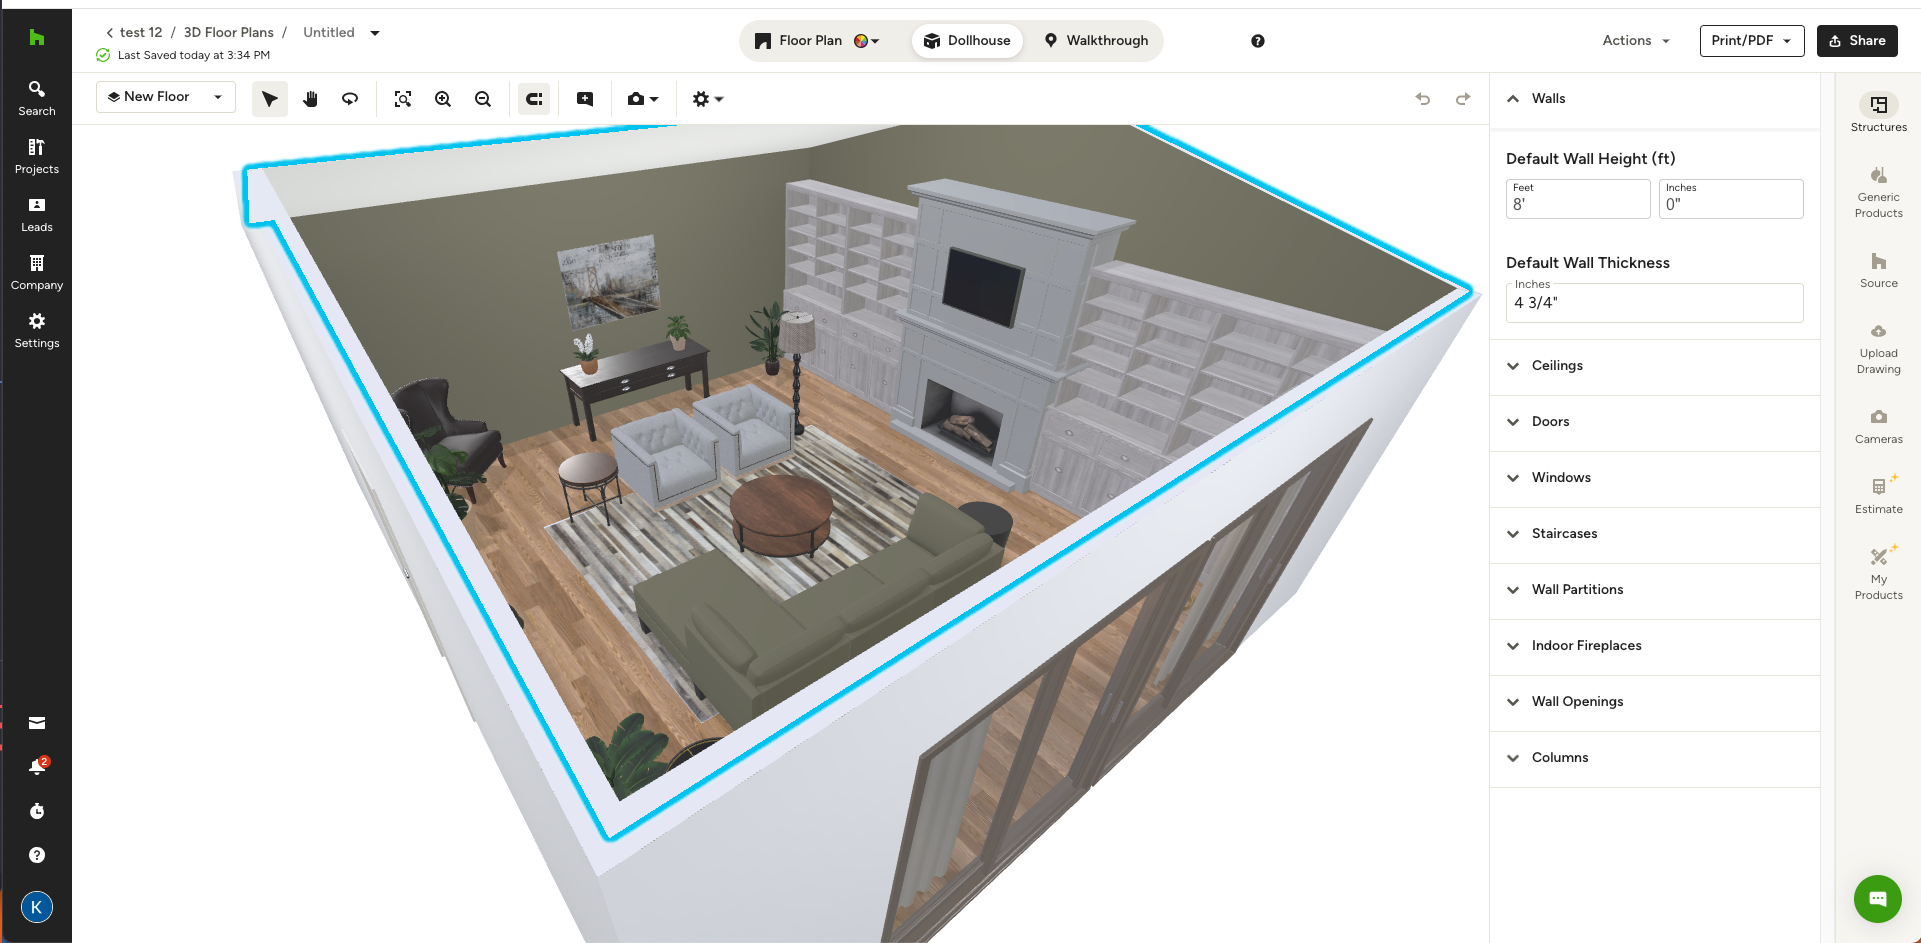 test 12 / 3D Floor Plans / Untitled
Last Saved today at 3:34 PM
Floor Plan
Dollhouse
Walkthrough
Actions
Print/PDF
Share
New Floor
Search
Projects
Leads
Company
Settings
2
K
Walls
Default Wall Height (ft)
Feet
8'
Inches
0"
Default Wall Thickness
Inches
4 3/4"
Ceilings
Doors
Windows
Staircases
Wall Partitions
Indoor Fireplaces
Wall Openings
Columns
Structures
Generic
Products
Source
Upload
Drawing
Cameras
Estimate
My
Products